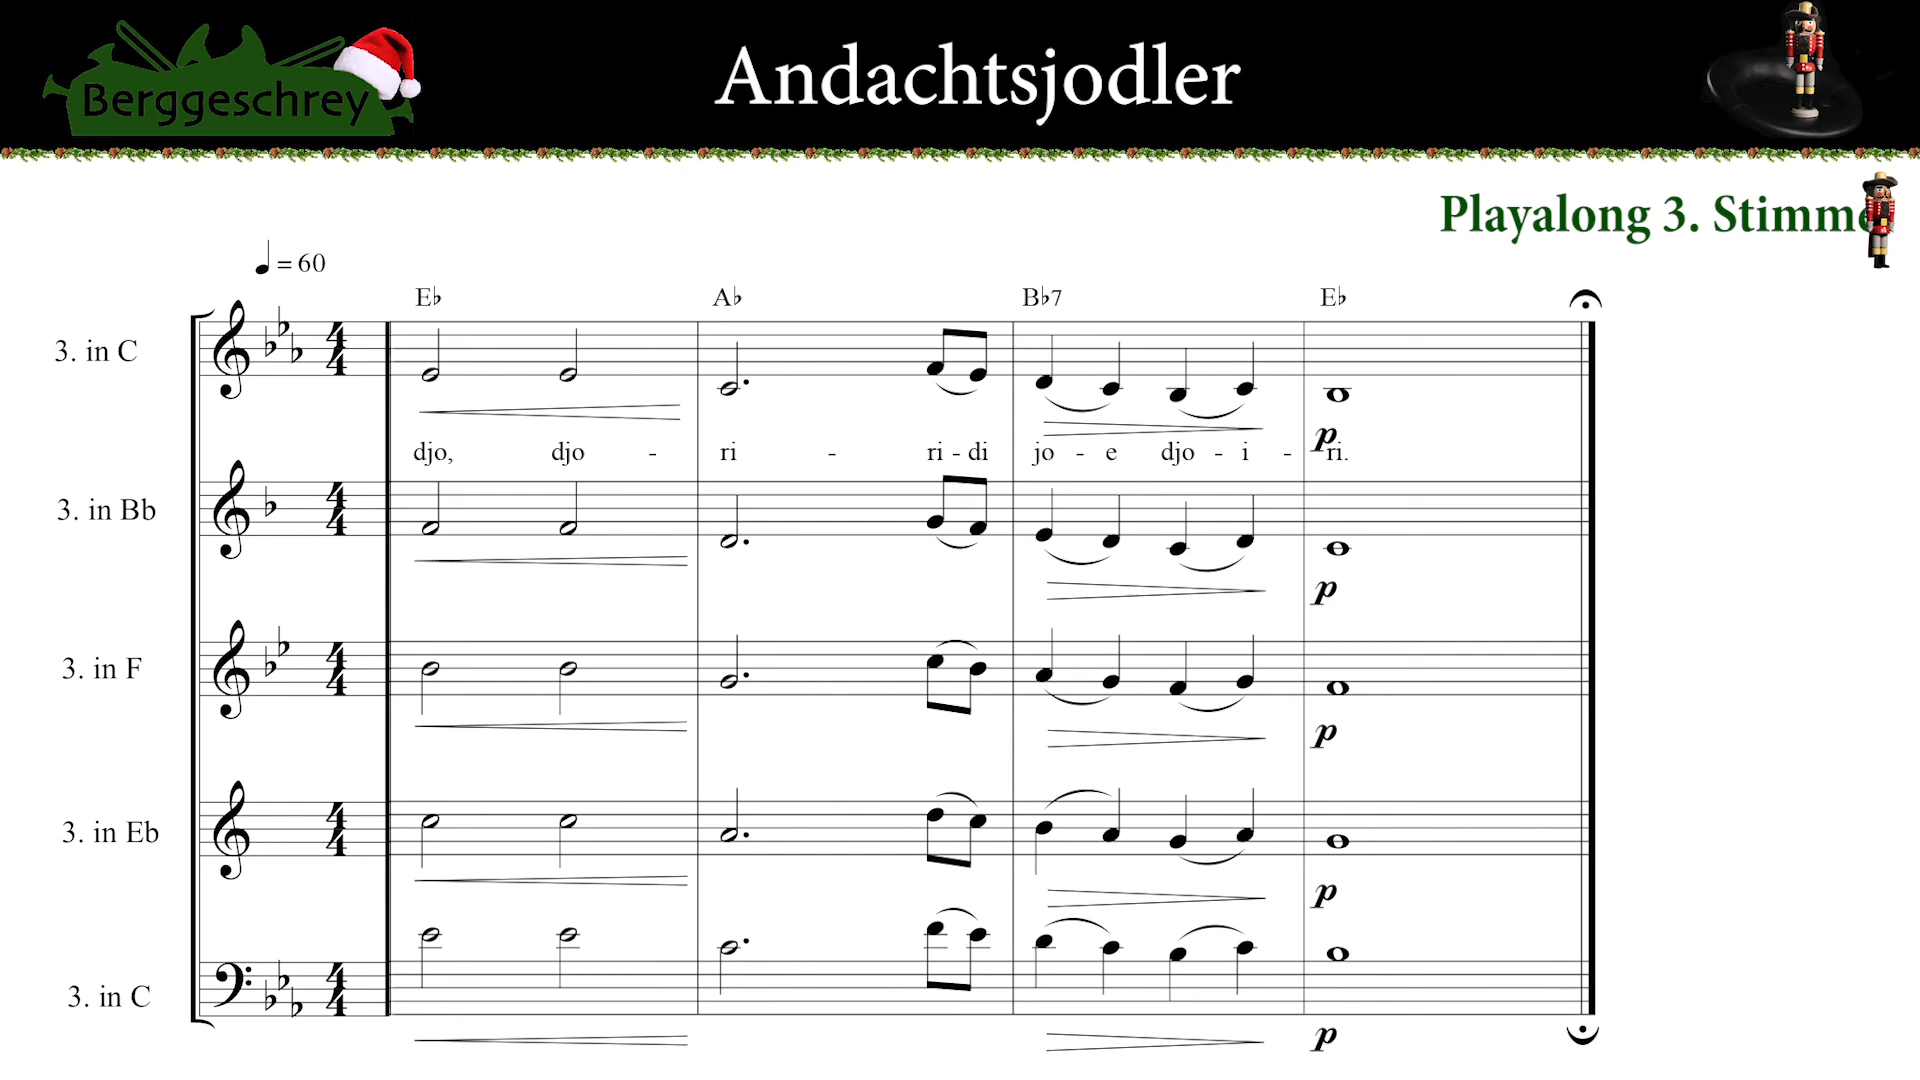 Berggeschrey
Andachtsjodler
Playalong 3. Stimme
= 60
E♭ A♭ B♭7 E♭
3. in C
p
djo, djo - ri - ri - di jo - e djo - i - ri.
3. in Bb
p
3. in F
p
3. in Eb
p
3. in C
p